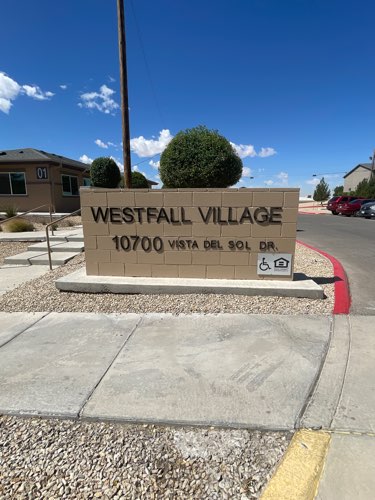 01
WESTFALL VILLAGE
10700 VISTA DEL SOL DR.